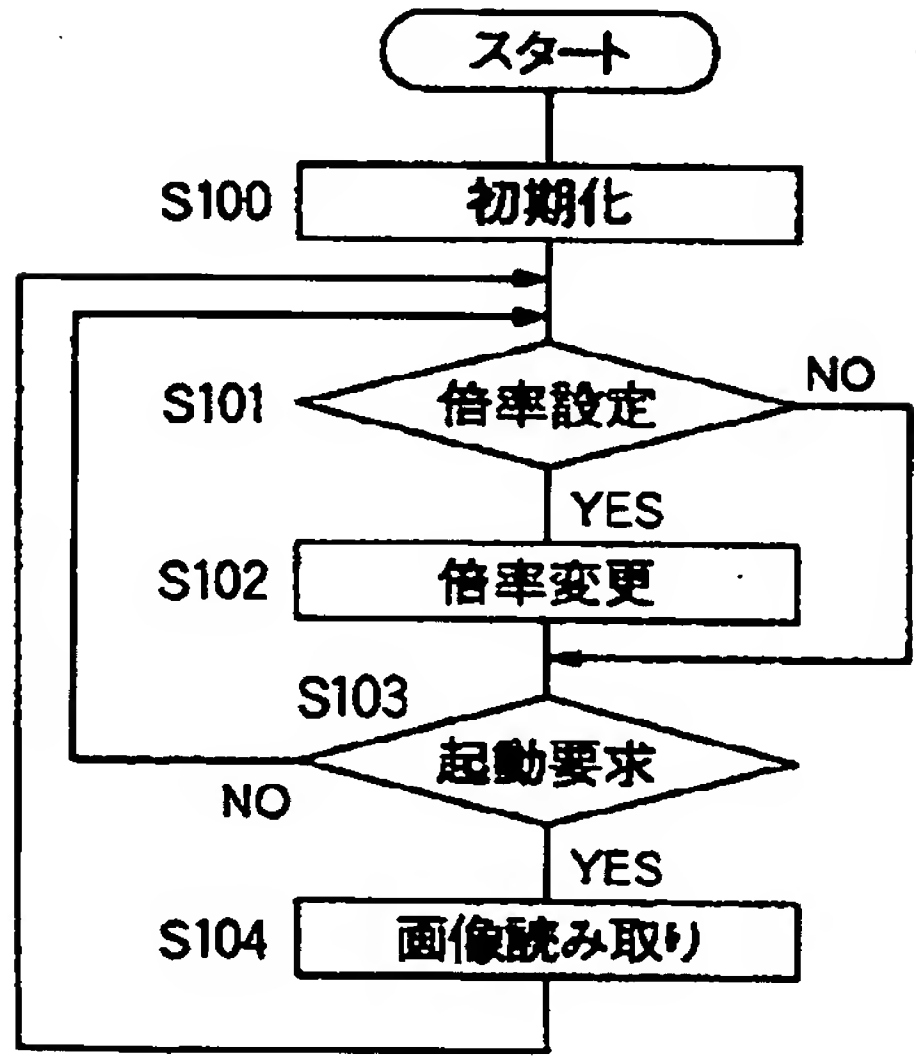 スタート
S100 初期化
S101 倍率設定 NO
YES
S102 倍率変更
S103
起動要求
NO
YES
S104 画像読み取り